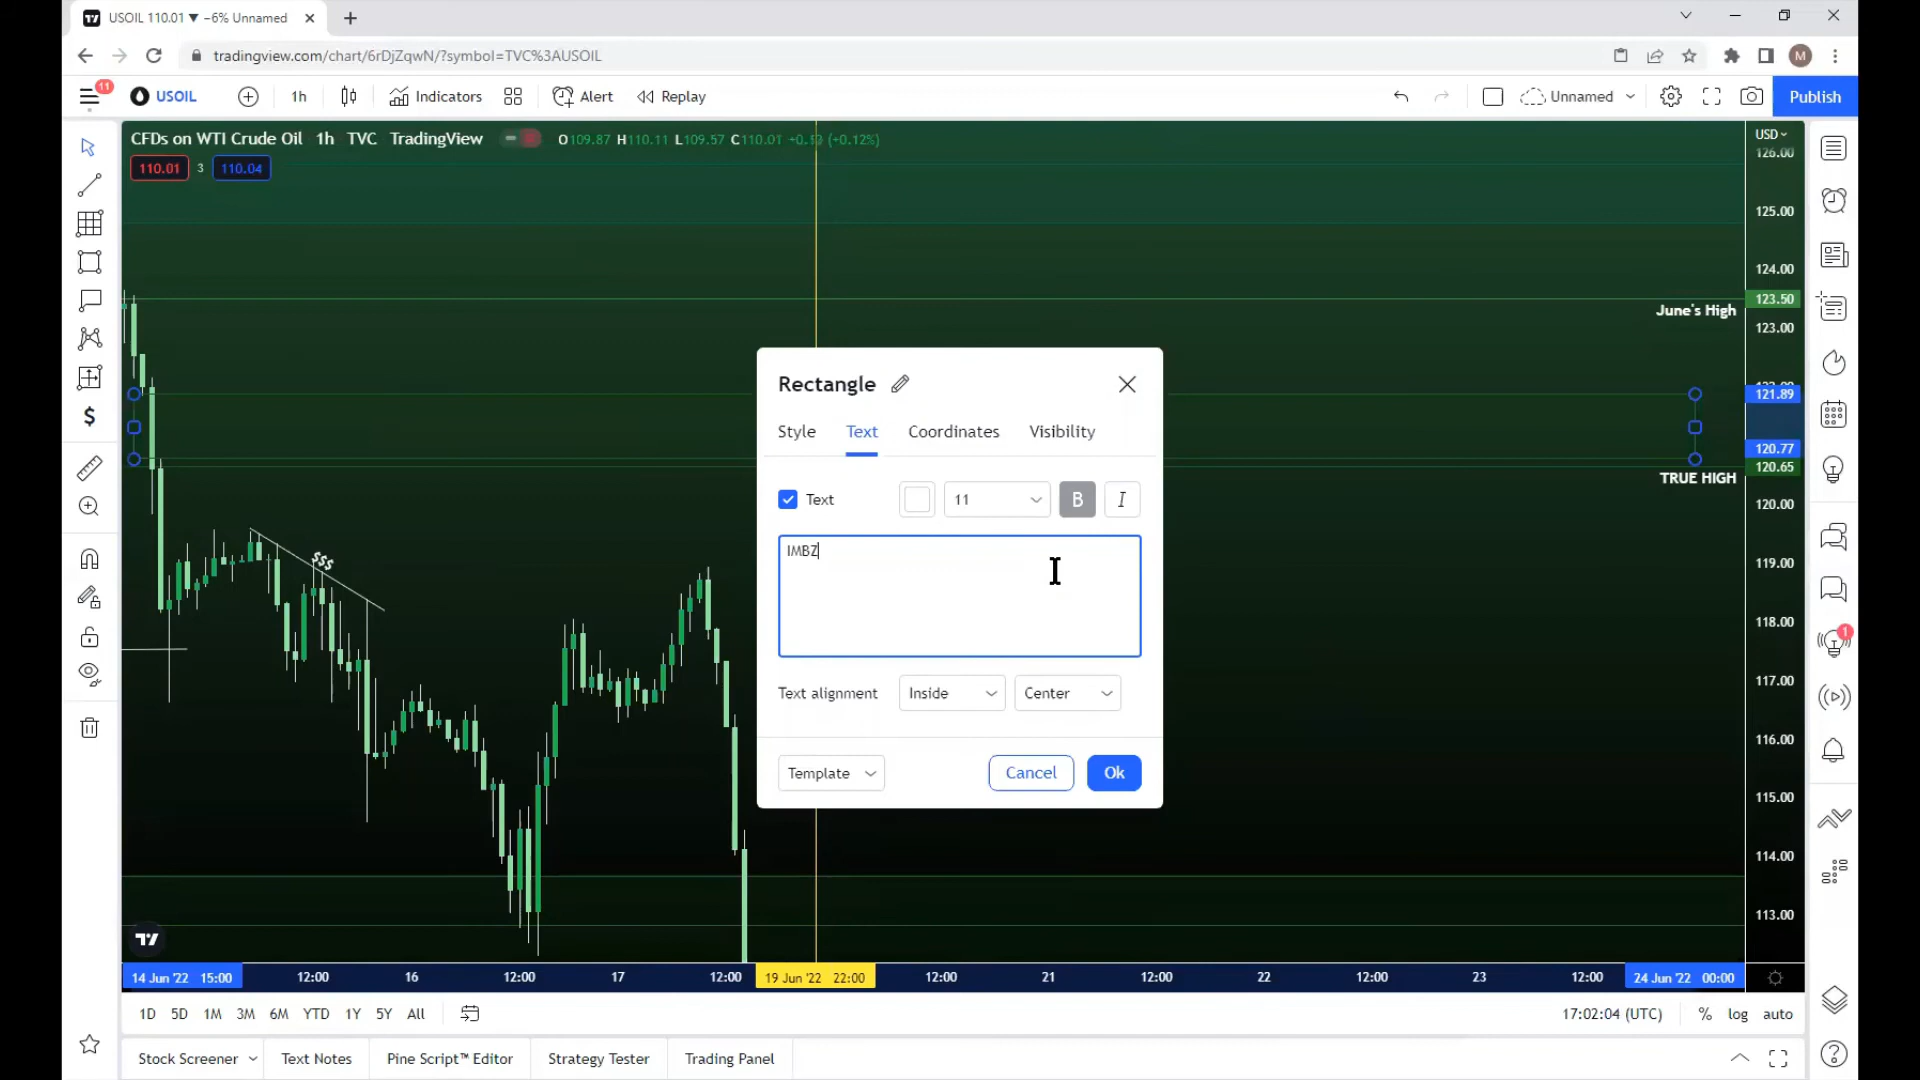 USOIL 110.01 ▼ −6% Unnamed
tradingview.com/chart/6rDjZqwN/?symbol=TVC%3AUSOIL
M
11
USOIL
1h
Indicators
Alert
Replay
Unnamed
Publish
CFDs on WTI Crude Oil 1h TVC TradingView
O109.87 H110.11 L109.57 C110.01 (+0.12%)
110.01 3 110.04
USD
126.00
125.00
124.00
123.50
June's High
123.00
121.89
120.77
120.65
TRUE HIGH
120.00
119.00
118.00
117.00
116.00
115.00
114.00
113.00
$$$
Rectangle
Style Text Coordinates Visibility
Text 11 B I
IMBZ
Text alignment Inside Center
Template Cancel Ok
1
14 Jun '22 15:00 12:00 16 12:00 17 12:00 19 Jun '22 22:00 12:00 21 12:00 22 12:00 23 12:00 24 Jun '22 00:00
1D 5D 1M 3M 6M YTD 1Y 5Y All
17:02:04 (UTC) % log auto
Stock Screener Text Notes Pine Script™ Editor Strategy Tester Trading Panel